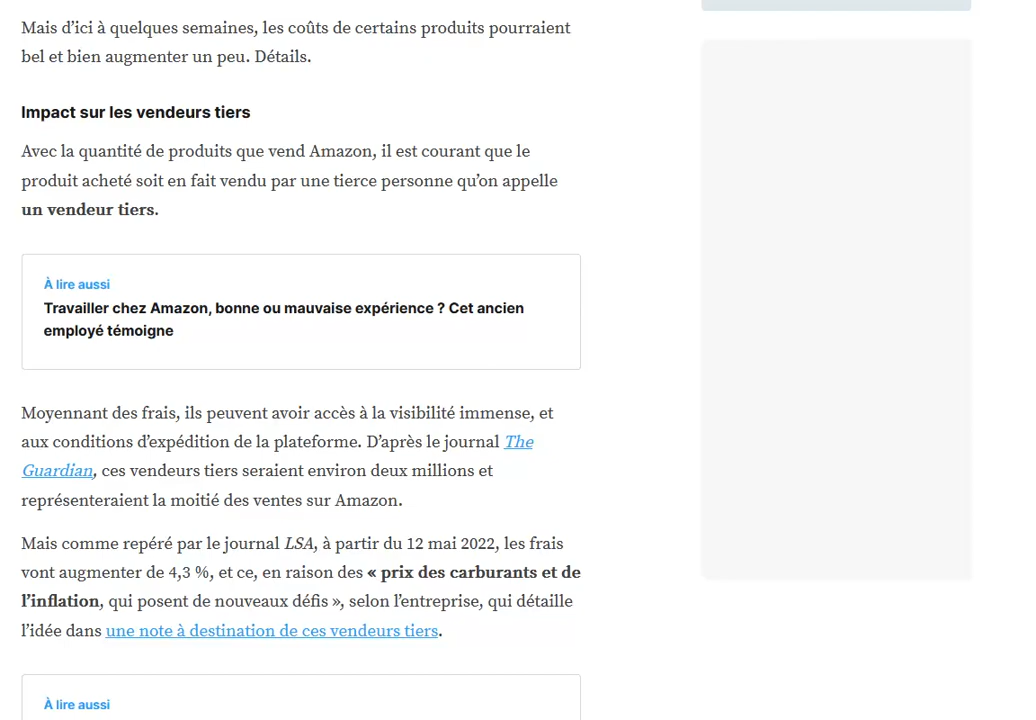 Mais d’ici à quelques semaines, les coûts de certains produits pourraient
bel et bien augmenter un peu. Détails.
Impact sur les vendeurs tiers
Avec la quantité de produits que vend Amazon, il est courant que le
produit acheté soit en fait vendu par une tierce personne qu’on appelle
un vendeur tiers.
À lire aussi
Travailler chez Amazon, bonne ou mauvaise expérience ? Cet ancien
employé témoigne
Moyennant des frais, ils peuvent avoir accès à la visibilité immense, et
aux conditions d’expédition de la plateforme. D’après le journal The
Guardian, ces vendeurs tiers seraient environ deux millions et
représenteraient la moitié des ventes sur Amazon.
Mais comme repéré par le journal LSA, à partir du 12 mai 2022, les frais
vont augmenter de 4,3 %, et ce, en raison des « prix des carburants et de
l’inflation, qui posent de nouveaux défis », selon l’entreprise, qui détaille
l’idée dans une note à destination de ces vendeurs tiers.
À lire aussi